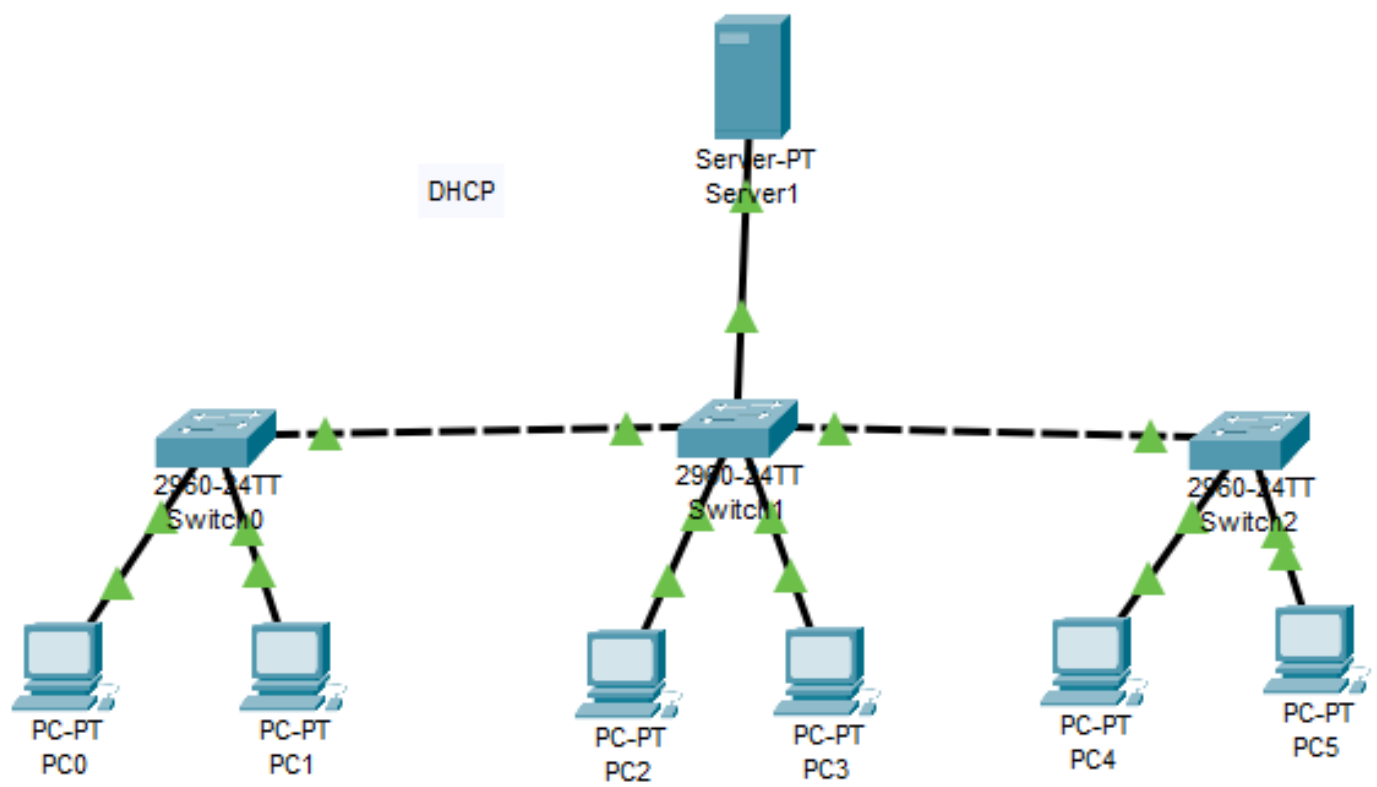 Server-PT
Server1
DHCP
2960-24TT
Switch0
2960-24TT
Switch1
2960-24TT
Switch2
PC-PT
PC0
PC-PT
PC1
PC-PT
PC2
PC-PT
PC3
PC-PT
PC4
PC-PT
PC5